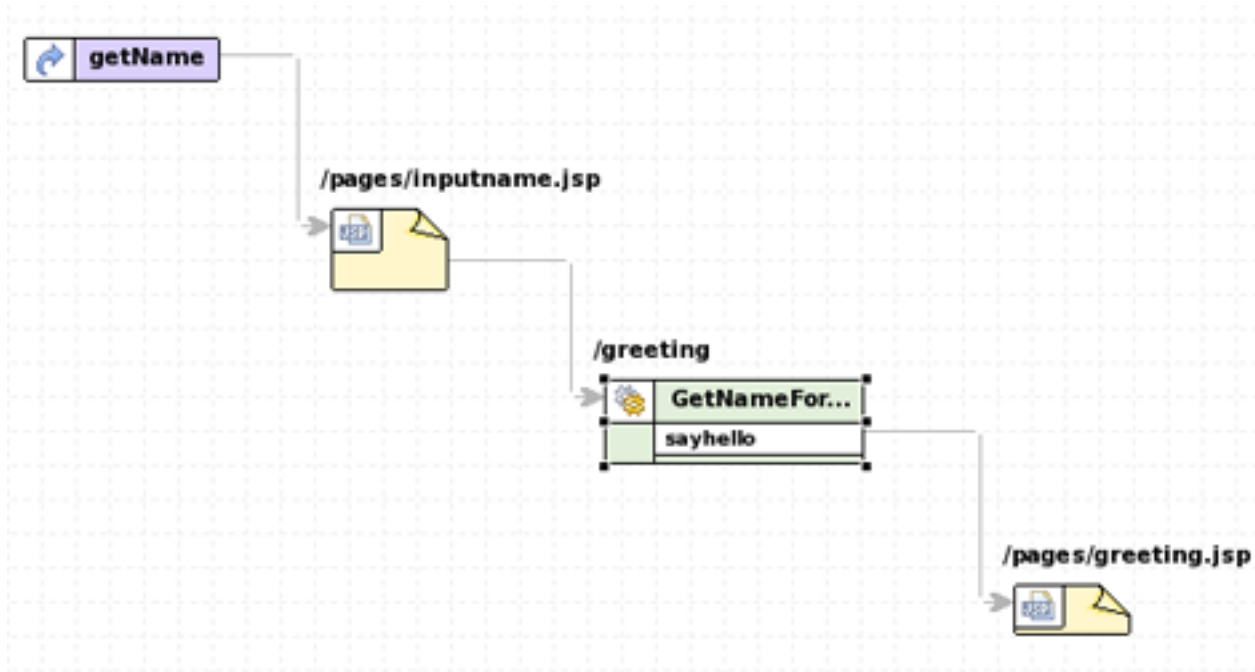 getName
/pages/inputname.jsp
JSP
/greeting
GetNameFor...
sayhello
/pages/greeting.jsp
JSP